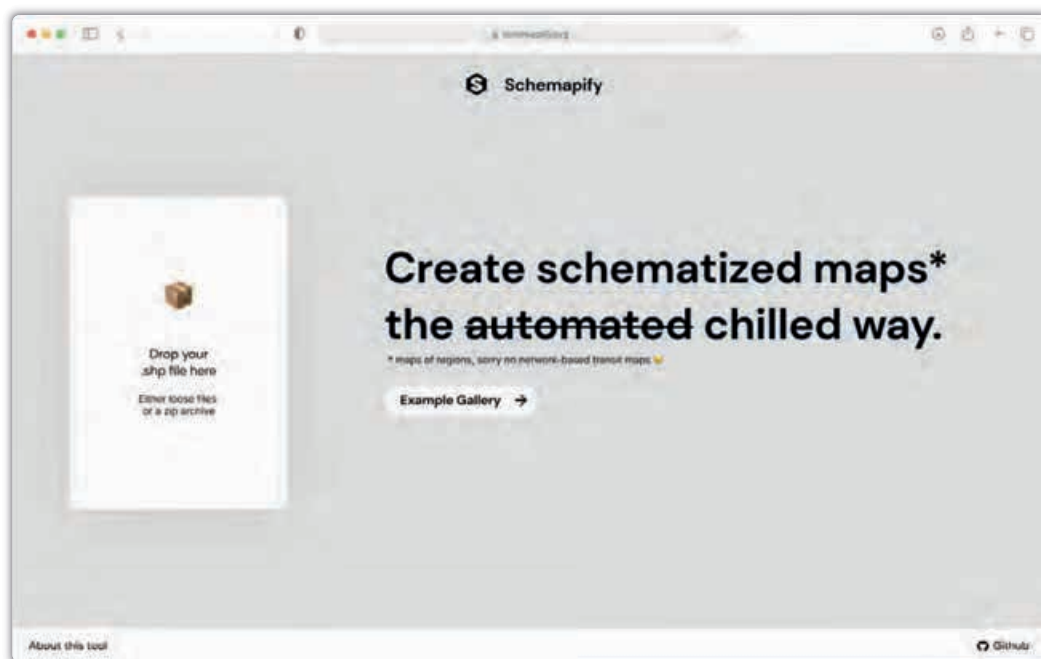 Schemapify
Create schematized maps*
the automated chilled way.
* maps of regions, sorry no network-based transit maps 😢
Example Gallery →
Drop your
.shp file here
Either loose files
or a zip archive
About this tool
Github